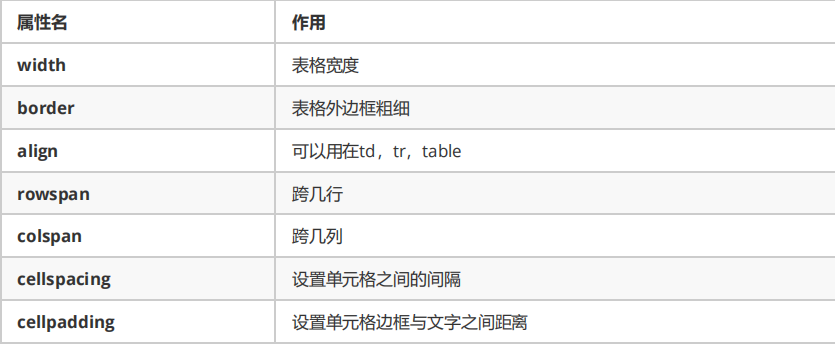 属性名 作用
width 表格宽度
border 表格外边框粗细
align 可以用在td，tr，table
rowspan 跨几行
colspan 跨几列
cellspacing 设置单元格之间的间隔
cellpadding 设置单元格边框与文字之间距离